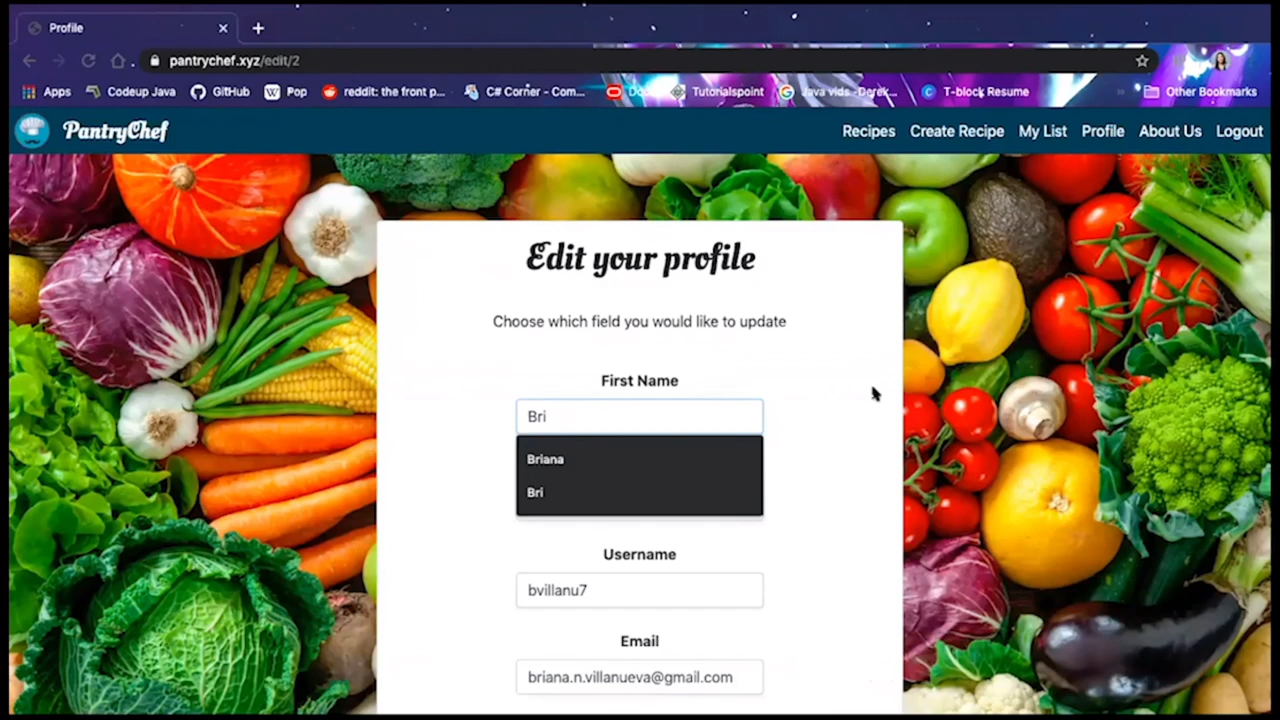 Profile
pantrychef.xyz/edit/2
Apps Codeup Java GitHub Pop reddit: the front p... C# Corner - Com... Tutorialspoint Java vids -Derek... T-block Resume » Other Bookmarks
PantryChef Recipes Create Recipe My List Profile About Us Logout
Edit your profile
Choose which field you would like to update
First Name
Bri
Briana
Bri
Username
bvillanu7
Email
briana.n.villanueva@gmail.com